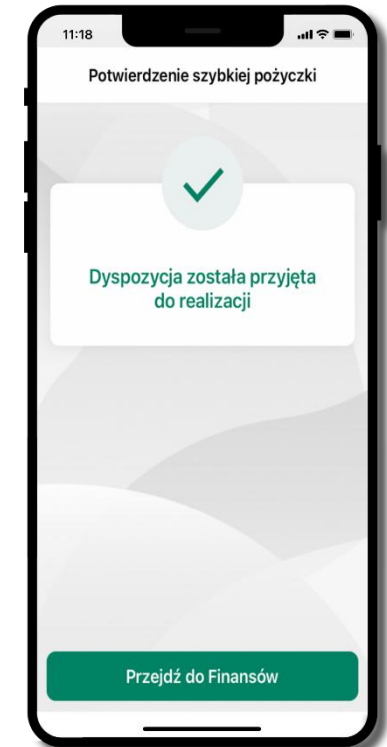 11:18
Potwierdzenie szybkiej pożyczki
Dyspozycja została przyjęta
do realizacji
Przejdź do Finansów